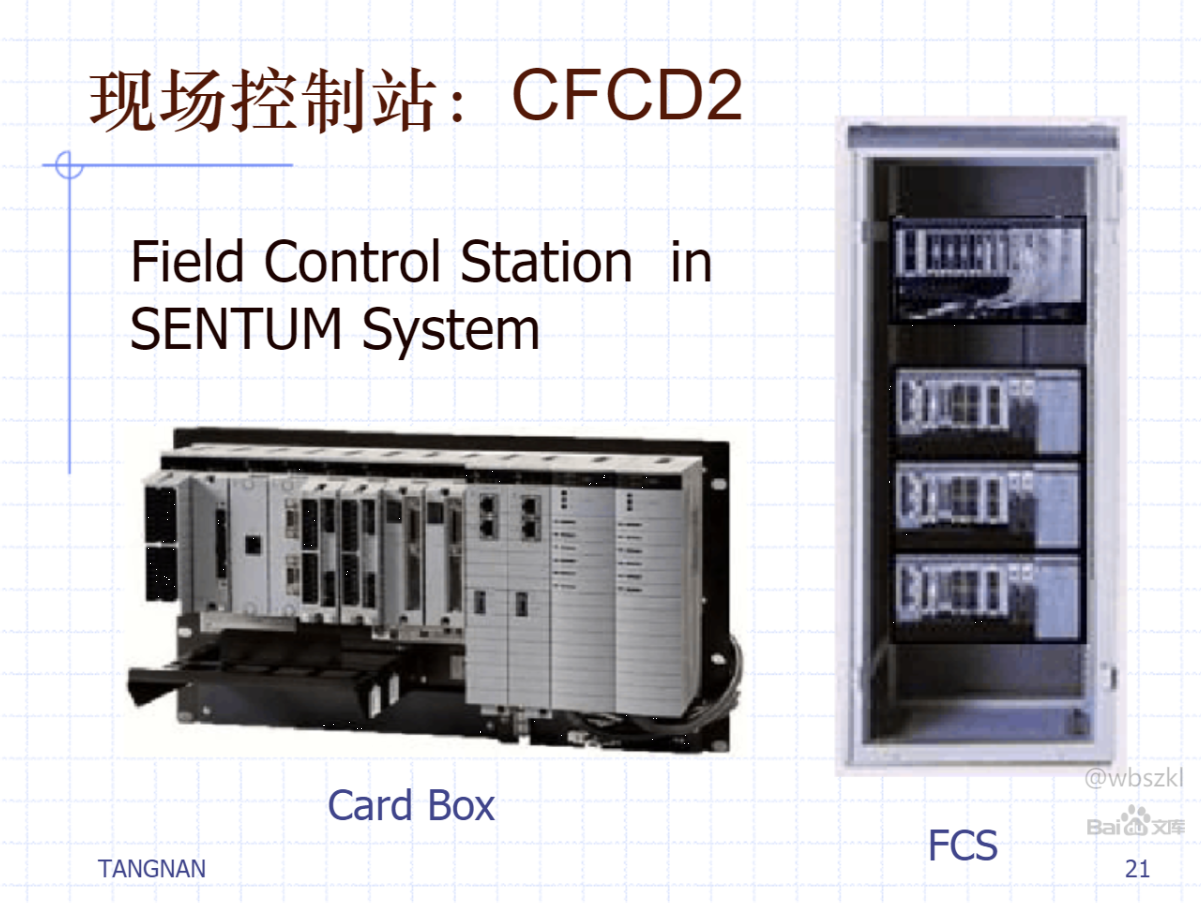 现场控制站：CFCD2
Field Control Station in
SENTUM System
Card Box
FCS
TANGNAN
21
@wbszkl
Bai du 文库